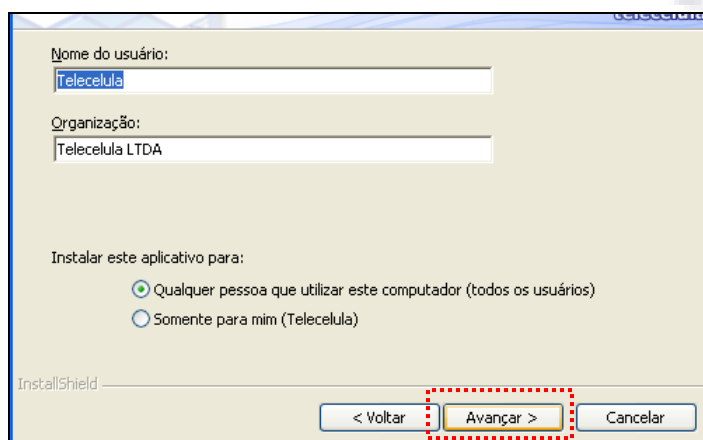 telecelula
Nome do usuário:
Telecelula
Organização:
Telecelula LTDA
Instalar este aplicativo para:
Qualquer pessoa que utilizar este computador (todos os usuários)
Somente para mim (Telecelula)
InstallShield
< Voltar
Avançar >
Cancelar